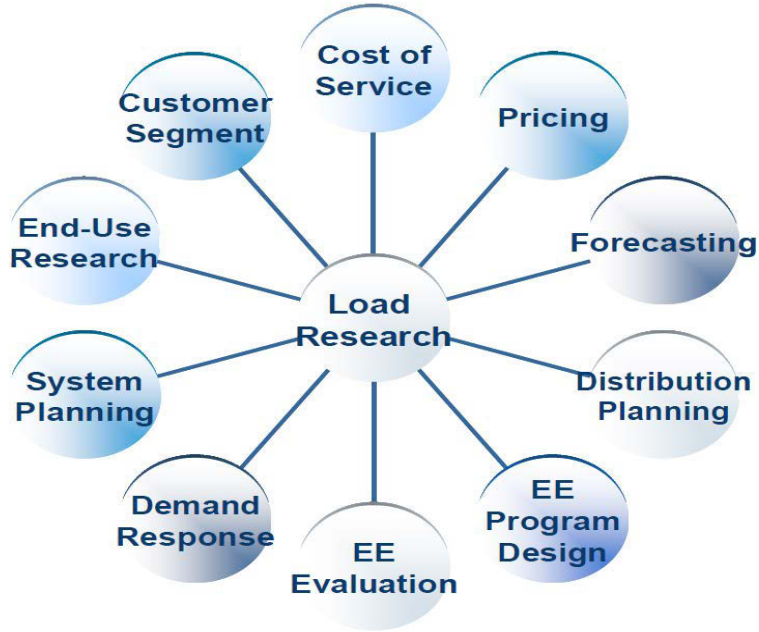 Cost of
Service
Customer
Segment
Pricing
End-Use
Research
Forecasting
Load
Research
System
Planning
Distribution
Planning
Demand
Response
EE
Program
Design
EE
Evaluation